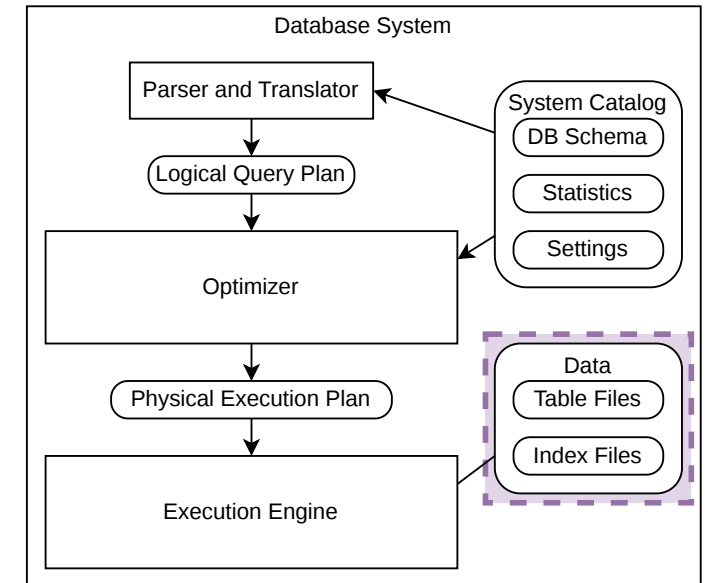 Database System
Parser and Translator
System Catalog
DB Schema
Logical Query Plan
Statistics
Settings
Optimizer
Data
Physical Execution Plan
Table Files
Index Files
Execution Engine